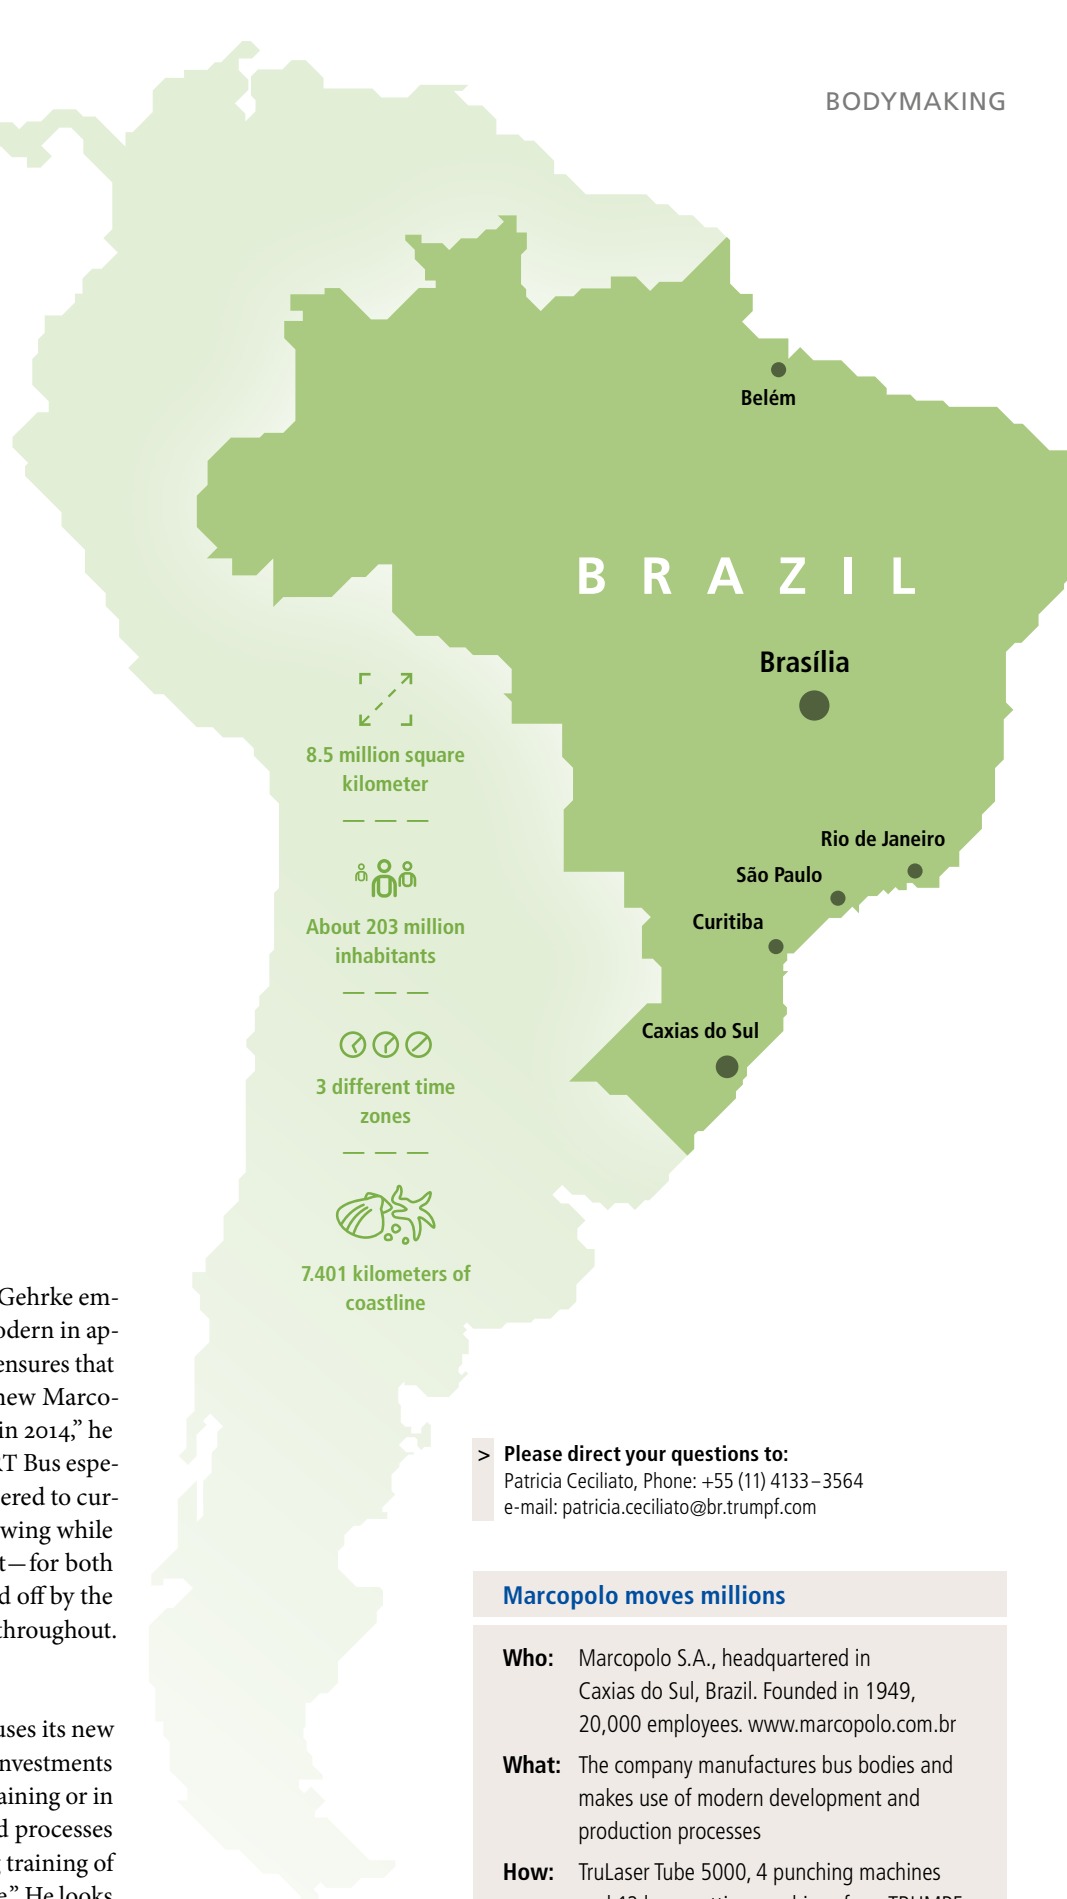 BODYMAKING
Belém
BRAZIL
Brasília
8.5 million square
kilometer
Rio de Janeiro
São Paulo
About 203 million
inhabitants
Curitiba
Caxias do Sul
3 different time
zones
7.401 kilometers of
coastline
Gehrke em-
odern in ap-
ensures that
new Marco-
in 2014,” he
RT Bus espe-
ered to cur-
wing while
t—for both
d off by the
throughout.
uses its new
investments
aining or in
d processes
training of
e.” He looks
> Please direct your questions to:
Patricia Ceciliato, Phone: +55 (11) 4133–3564
e-mail: patricia.ceciliato@br.trumpf.com
Marcopolo moves millions
Who: Marcopolo S.A., headquartered in
Caxias do Sul, Brazil. Founded in 1949,
20,000 employees. www.marcopolo.com.br
What: The company manufactures bus bodies and
makes use of modern development and
production processes
How: TruLaser Tube 5000, 4 punching machines